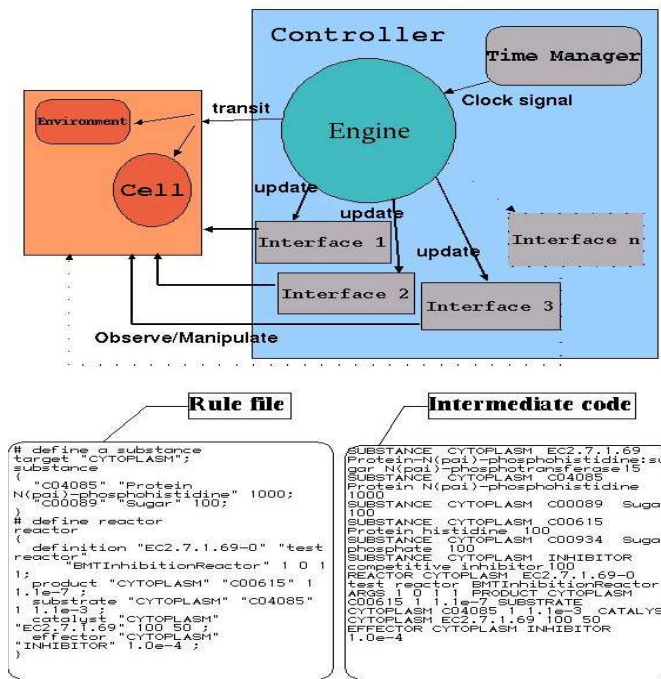 Controller
Time Manager
transit
Clock signal
Environment
Engine
Cell
update
update
Interface 1
Interface n
update
Interface 2
Interface 3
Observe/Manipulate
Rule file
# define a substance
target "CYTOPLASM";
substance
{
"C04085" "Protein
N(pai)-phosphohistidine" 1000;
"C00089" "Sugar" 100;
}
# define reactor
reactor
{
definition "EC2.7.1.69-0" "test
reactor"
"BMTInhibitionReactor" 1 0 1
1;
product "CYTOPLASM" "C00615" 1
1.1e-7 ;
substrate "CYTOPLASM" "C04085"
1 1.1e-3 ;
catalyst "CYTOPLASM"
"EC2.7.1.69" 100 50 ;
effector "CYTOPLASM"
"INHIBITOR" 1.0e-4 ;
}
Intermediate code
SUBSTANCE CYTOPLASM EC2.7.1.69
Protein-N(pai)-phosphohistidine:su
gar N(pai)-phosphotransferase 15
SUBSTANCE CYTOPLASM C04085
Protein N(pai)-phosphohistidine
1000
SUBSTANCE CYTOPLASM C00089 Suga
100
SUBSTANCE CYTOPLASM C00615
Protein histidine 100
SUBSTANCE CYTOPLASM C00934 Sugar
phosphate 100
SUBSTANCE CYTOPLASM INHIBITOR
competitive inhibitor 100
REACTOR CYTOPLASM EC2.7.1.69-0
test reactor BMTInhibitionReactor
ARGS 1 0 1 1 PRODUCT CYTOPLASM
C00615 1 1.1e-7 SUBSTRATE
CYTOPLASM C04085 1 1.1e-3 CATALYS
CYTOPLASM EC2.7.1.69 100 50
EFFECTOR CYTOPLASM INHIBITOR
1.0e-4